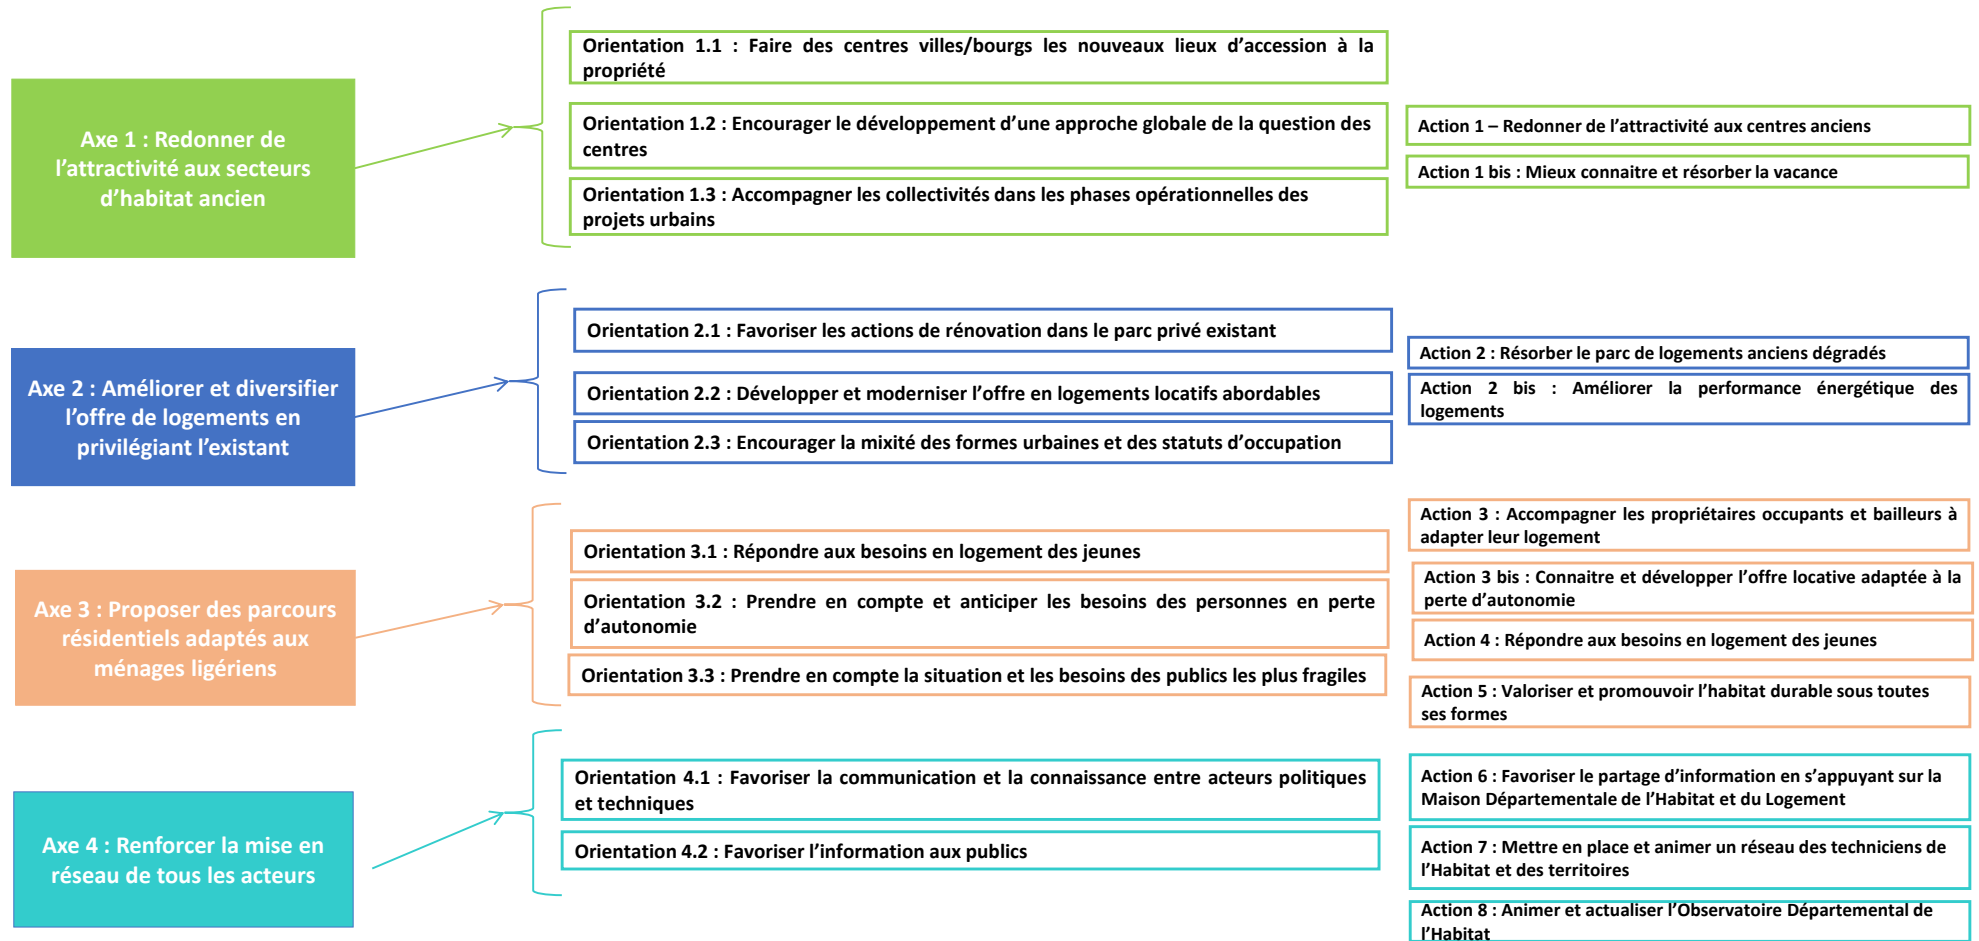 Axe 1 : Redonner de
l'attractivité aux secteurs
d'habitat ancien
Orientation 1.1 : Faire des centres villes/bourgs les nouveaux lieux d'accession à la
propriété
Orientation 1.2 : Encourager le développement d'une approche globale de la question des
centres
Orientation 1.3 : Accompagner les collectivités dans les phases opérationnelles des
projets urbains
Action 1 – Redonner de l'attractivité aux centres anciens
Action 1 bis : Mieux connaitre et résorber la vacance
Axe 2 : Améliorer et diversifier
l'offre de logements en
privilégiant l'existant
Orientation 2.1 : Favoriser les actions de rénovation dans le parc privé existant
Orientation 2.2 : Développer et moderniser l'offre en logements locatifs abordables
Orientation 2.3 : Encourager la mixité des formes urbaines et des statuts d'occupation
Action 2 : Résorber le parc de logements anciens dégradés
Action 2 bis : Améliorer la performance énergétique des
logements
Axe 3 : Proposer des parcours
résidentiels adaptés aux
ménages ligériens
Orientation 3.1 : Répondre aux besoins en logement des jeunes
Orientation 3.2 : Prendre en compte et anticiper les besoins des personnes en perte
d'autonomie
Orientation 3.3 : Prendre en compte la situation et les besoins des publics les plus fragiles
Action 3 : Accompagner les propriétaires occupants et bailleurs à
adapter leur logement
Action 3 bis : Connaitre et développer l'offre locative adaptée à la
perte d'autonomie
Action 4 : Répondre aux besoins en logement des jeunes
Action 5 : Valoriser et promouvoir l'habitat durable sous toutes
ses formes
Axe 4 : Renforcer la mise en
réseau de tous les acteurs
Orientation 4.1 : Favoriser la communication et la connaissance entre acteurs politiques
et techniques
Orientation 4.2 : Favoriser l'information aux publics
Action 6 : Favoriser le partage d'information en s'appuyant sur la
Maison Départementale de l'Habitat et du Logement
Action 7 : Mettre en place et animer un réseau des techniciens de
l'Habitat et des territoires
Action 8 : Animer et actualiser l'Observatoire Départemental de
l'Habitat